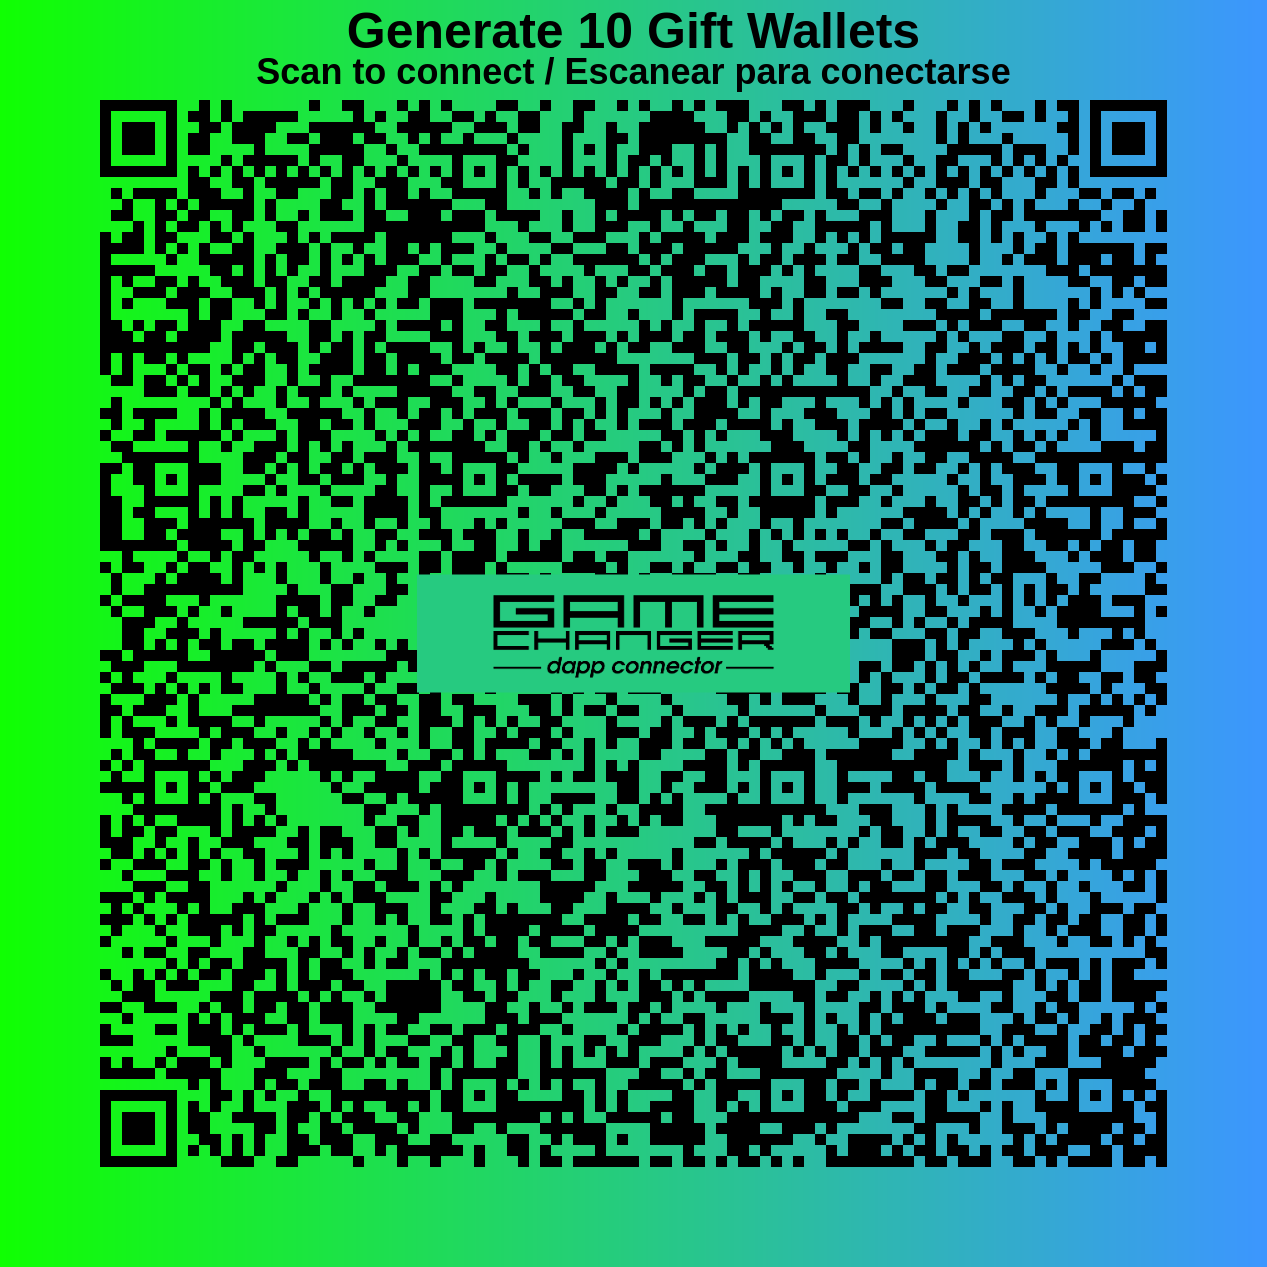 Generate 10 Gift Wallets
Scan to connect / Escanear para conectarse
GAME
CHANGER
dapp connector